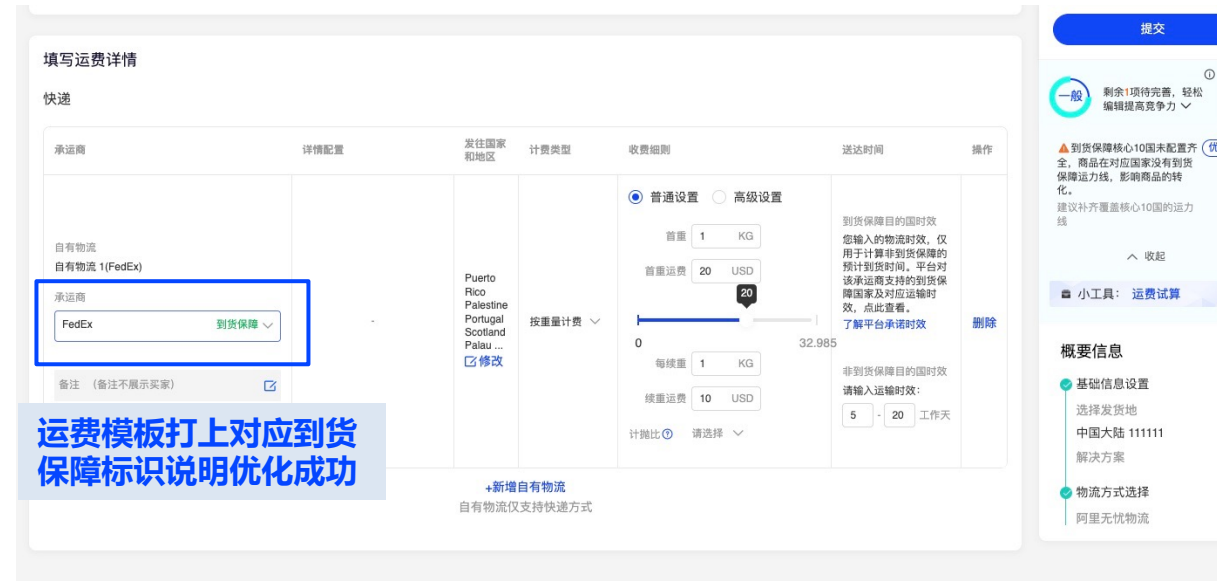 填写运费详情
快递
承运商
详情配置
发往国家
和地区
计费类型
收费细则
送达时间
操作
自有物流
自有物流 1(FedEx)
承运商
FedEx 到货保障
备注 (备注不展示买家)
-
Puerto
Rico
Palestine
Portugal
Scotland
Palau ...
修改
按重量计费
普通设置 高级设置
首重 1 KG
首重运费 20 USD
20
0 32.985
每续重 1 KG
续重运费 10 USD
计抛比 请选择
到货保障目的国时效
您输入的物流时效，仅
用于计算非到货保障的
预计到货时间。平台对
该承运商支持的到货保
障国家及对应运输时
效，点此查看。
了解平台承诺时效
非到货保障目的国时效
请输入运输时效：
5 - 20 工作天
删除
运费模板打上对应到货
保障标识说明优化成功
+新增自有物流
自有物流仅支持快递方式
提交
一般
剩余1项待完善，轻松
编辑提高竞争力
到货保障核心10国未配置齐
全，商品在对应国家没有到货
保障运力线，影响商品的转
化。
建议补齐覆盖核心10国的运力
线
收起
小工具： 运费试算
概要信息
基础信息设置
选择发货地
中国大陆 111111
解决方案
物流方式选择
阿里无忧物流